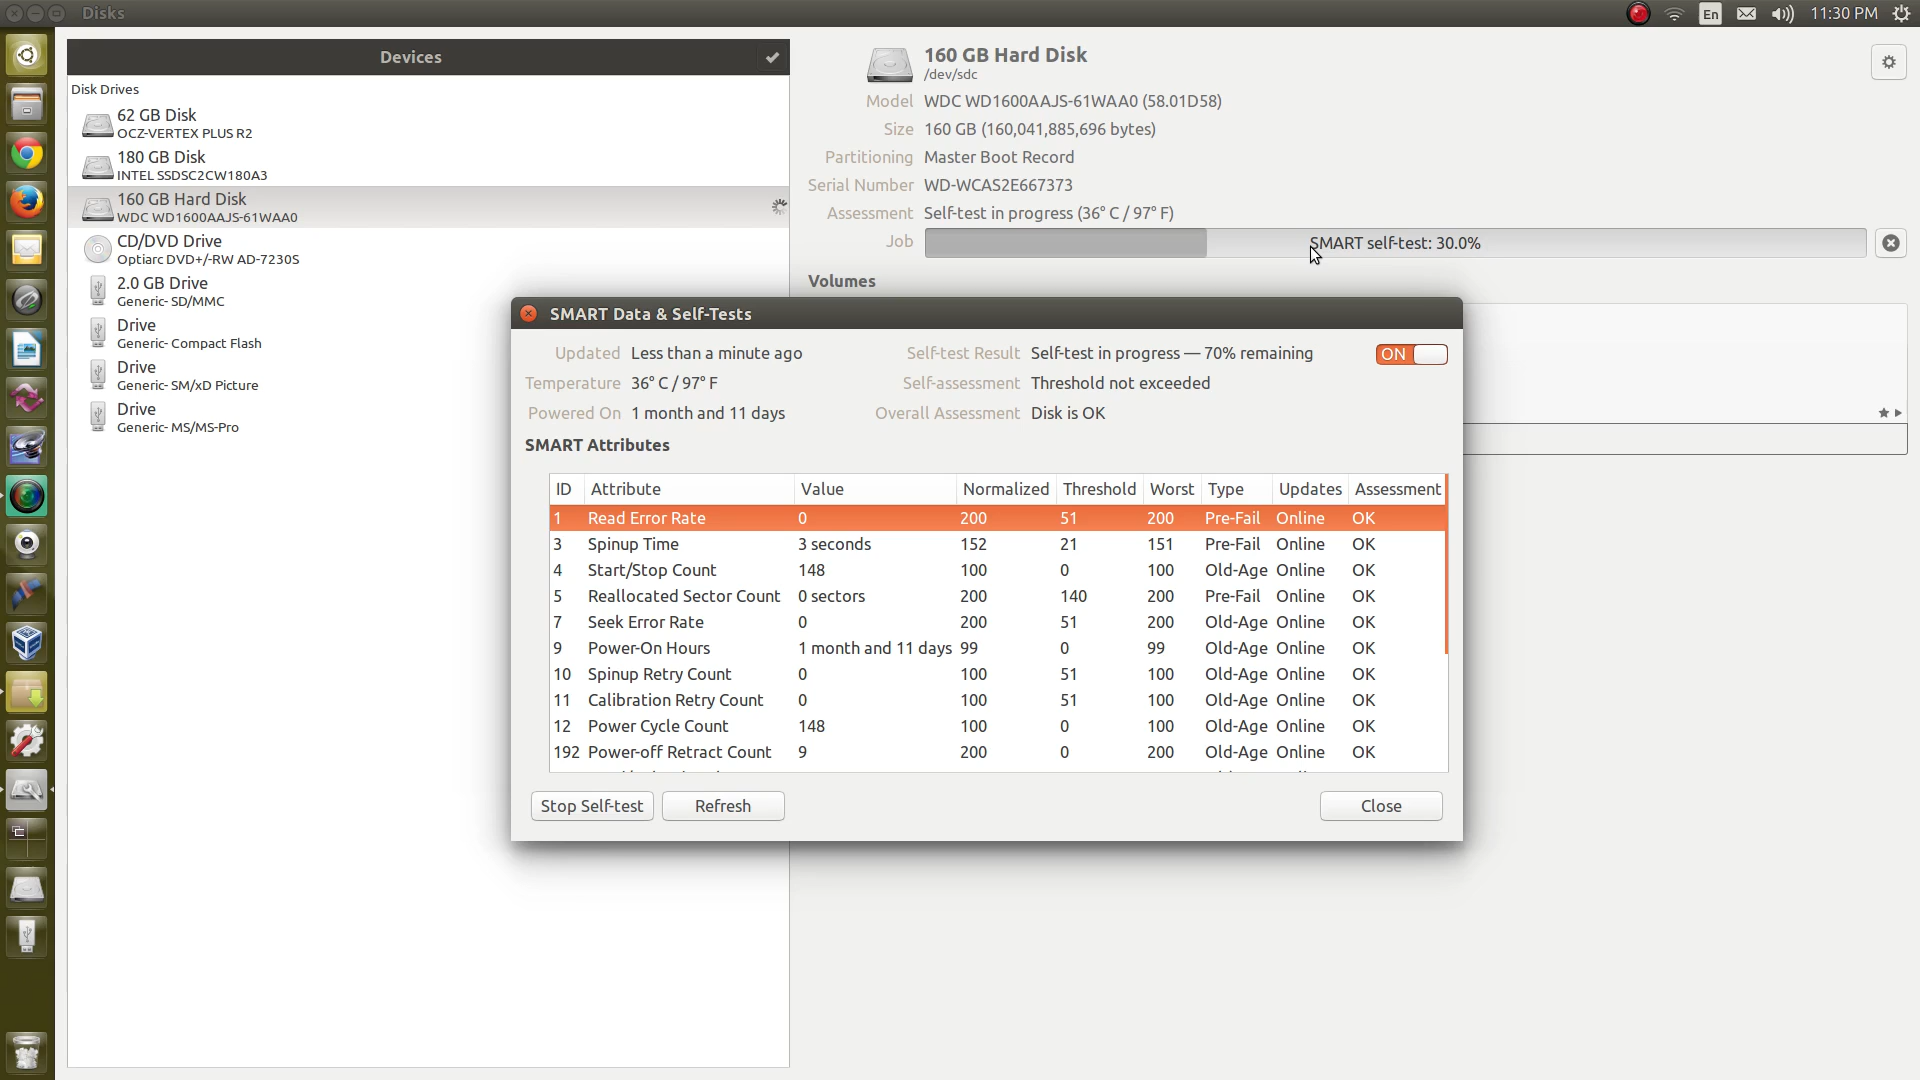 Disks
En
11:30 PM
Devices
Disk Drives
62 GB Disk
OCZ-VERTEX PLUS R2
180 GB Disk
INTEL SSDSC2CW180A3
160 GB Hard Disk
WDC WD1600AAJS-61WAA0
CD/DVD Drive
Optiarc DVD+/-RW AD-7230S
2.0 GB Drive
Generic- SD/MMC
Drive
Generic- Compact Flash
Drive
Generic- SM/xD Picture
Drive
Generic- MS/MS-Pro
160 GB Hard Disk
/dev/sdc
Model WDC WD1600AAJS-61WAA0 (58.01D58)
Size 160 GB (160,041,885,696 bytes)
Partitioning Master Boot Record
Serial Number WD-WCAS2E667373
Assessment Self-test in progress (36° C / 97° F)
Job SMART self-test: 30.0%
Volumes
SMART Data & Self-Tests
Updated Less than a minute ago Self-test Result Self-test in progress — 70% remaining ON
Temperature 36° C / 97° F Self-assessment Threshold not exceeded
Powered On 1 month and 11 days Overall Assessment Disk is OK
SMART Attributes
ID Attribute Value Normalized Threshold Worst Type Updates Assessment
1 Read Error Rate 0 200 51 200 Pre-Fail Online OK
3 Spinup Time 3 seconds 152 21 151 Pre-Fail Online OK
4 Start/Stop Count 148 100 0 100 Old-Age Online OK
5 Reallocated Sector Count 0 sectors 200 140 200 Pre-Fail Online OK
7 Seek Error Rate 0 200 51 200 Old-Age Online OK
9 Power-On Hours 1 month and 11 days 99 0 99 Old-Age Online OK
10 Spinup Retry Count 0 100 51 100 Old-Age Online OK
11 Calibration Retry Count 0 100 51 100 Old-Age Online OK
12 Power Cycle Count 148 100 0 100 Old-Age Online OK
192 Power-off Retract Count 9 200 0 200 Old-Age Online OK
Stop Self-test Refresh Close